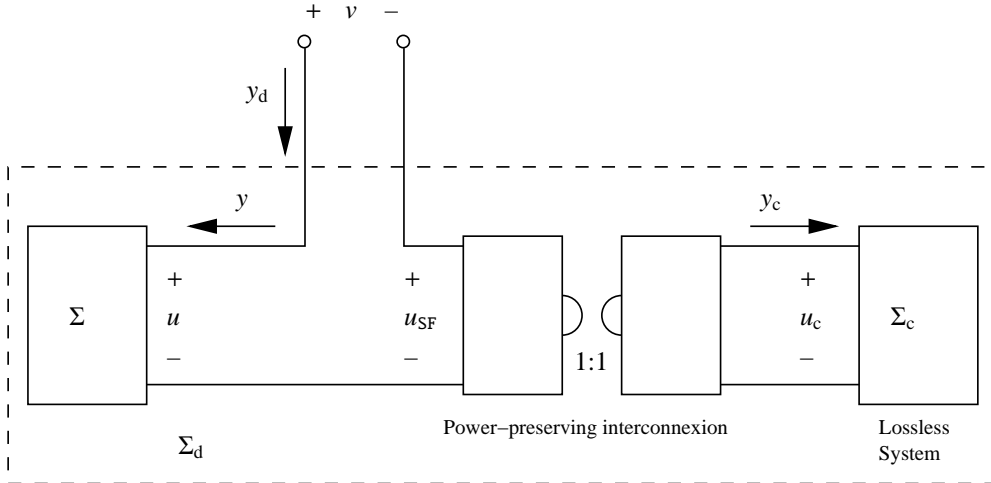 + v −
y_d
y
y_c
+ + +
Σ u u_SF u_c Σ_c
− − −
1:1
Power−preserving interconnexion
Lossless
System
Σ_d